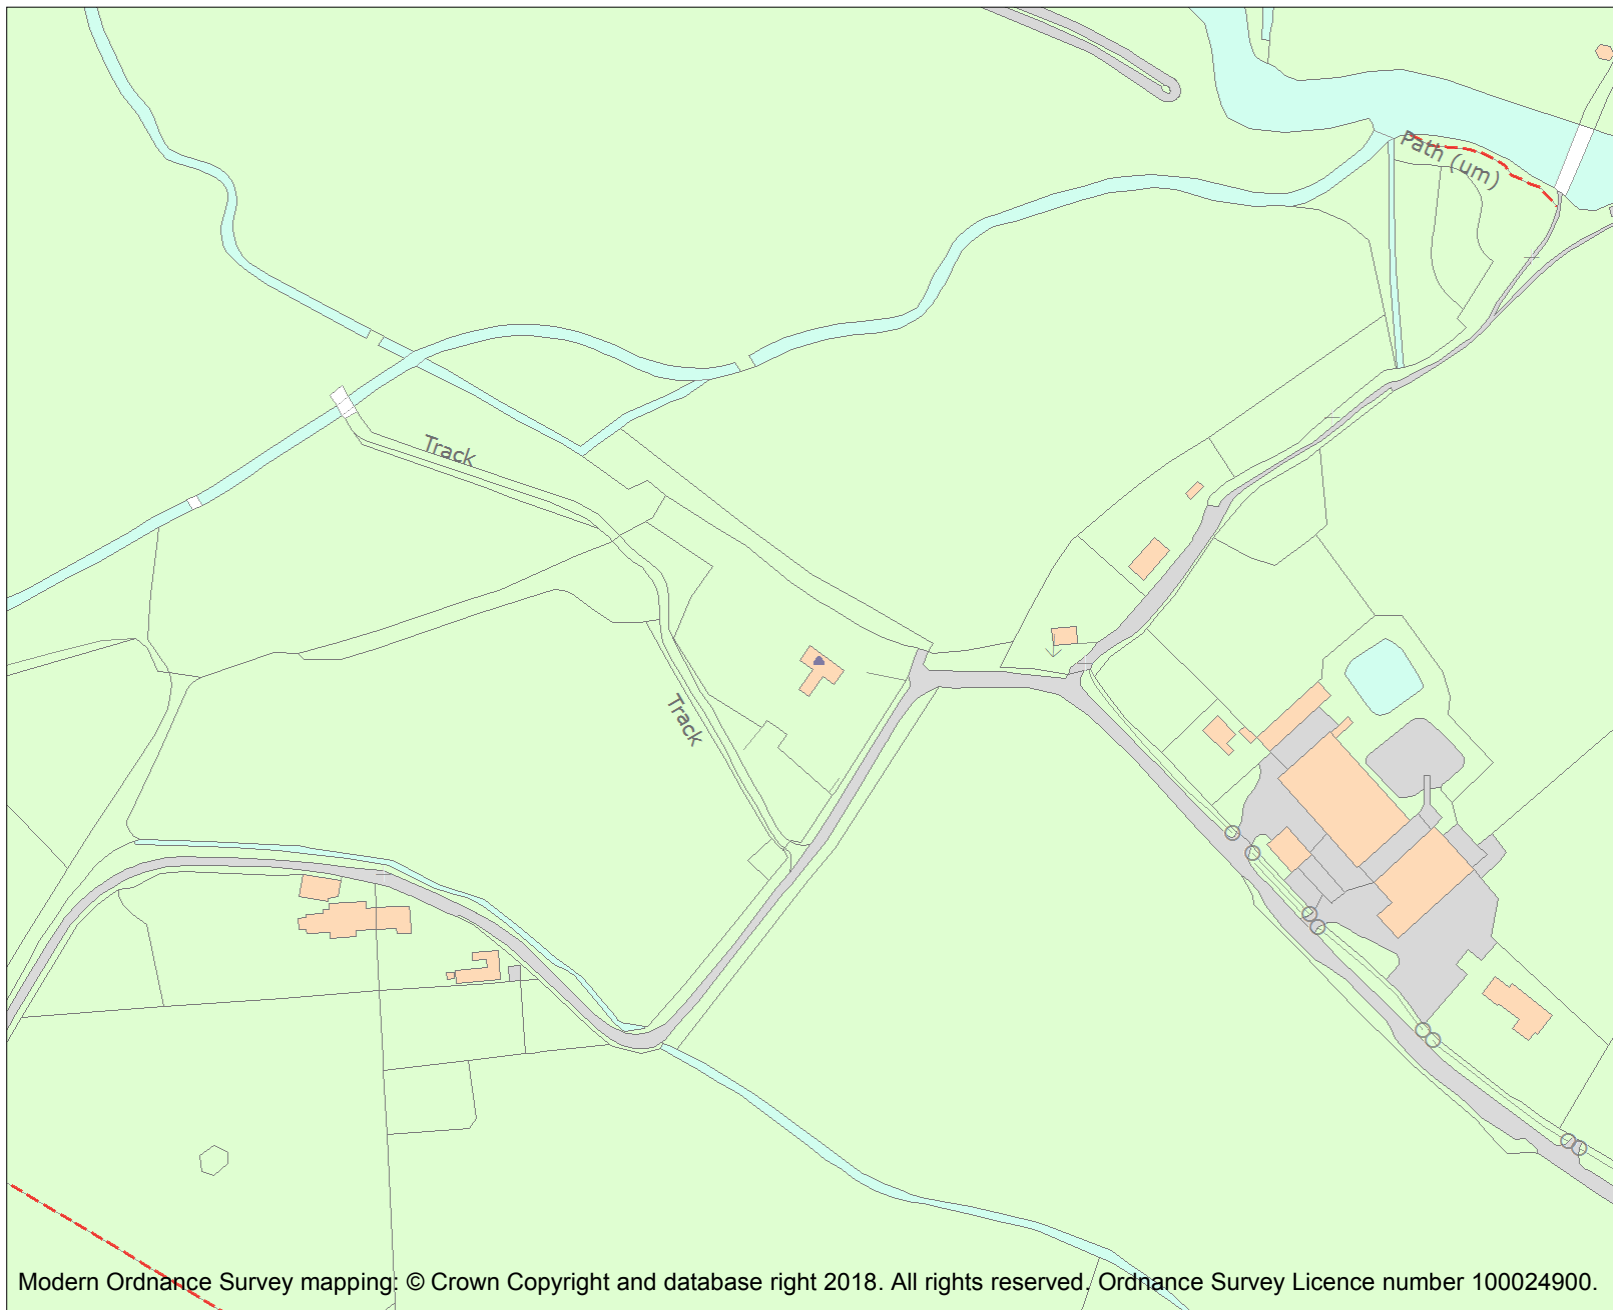 Path (um)
Track
Track
Modern Ordnance Survey mapping: © Crown Copyright and database right 2018. All rights reserved. Ordnance Survey Licence number 100024900.